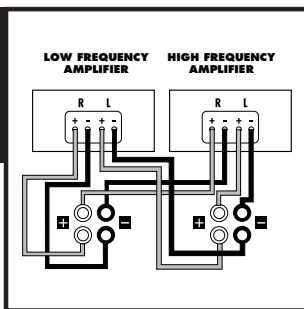 LOW FREQUENCY
AMPLIFIER
HIGH FREQUENCY
AMPLIFIER
R L
+ - + -
R L
+ - + -
+ -
+ -